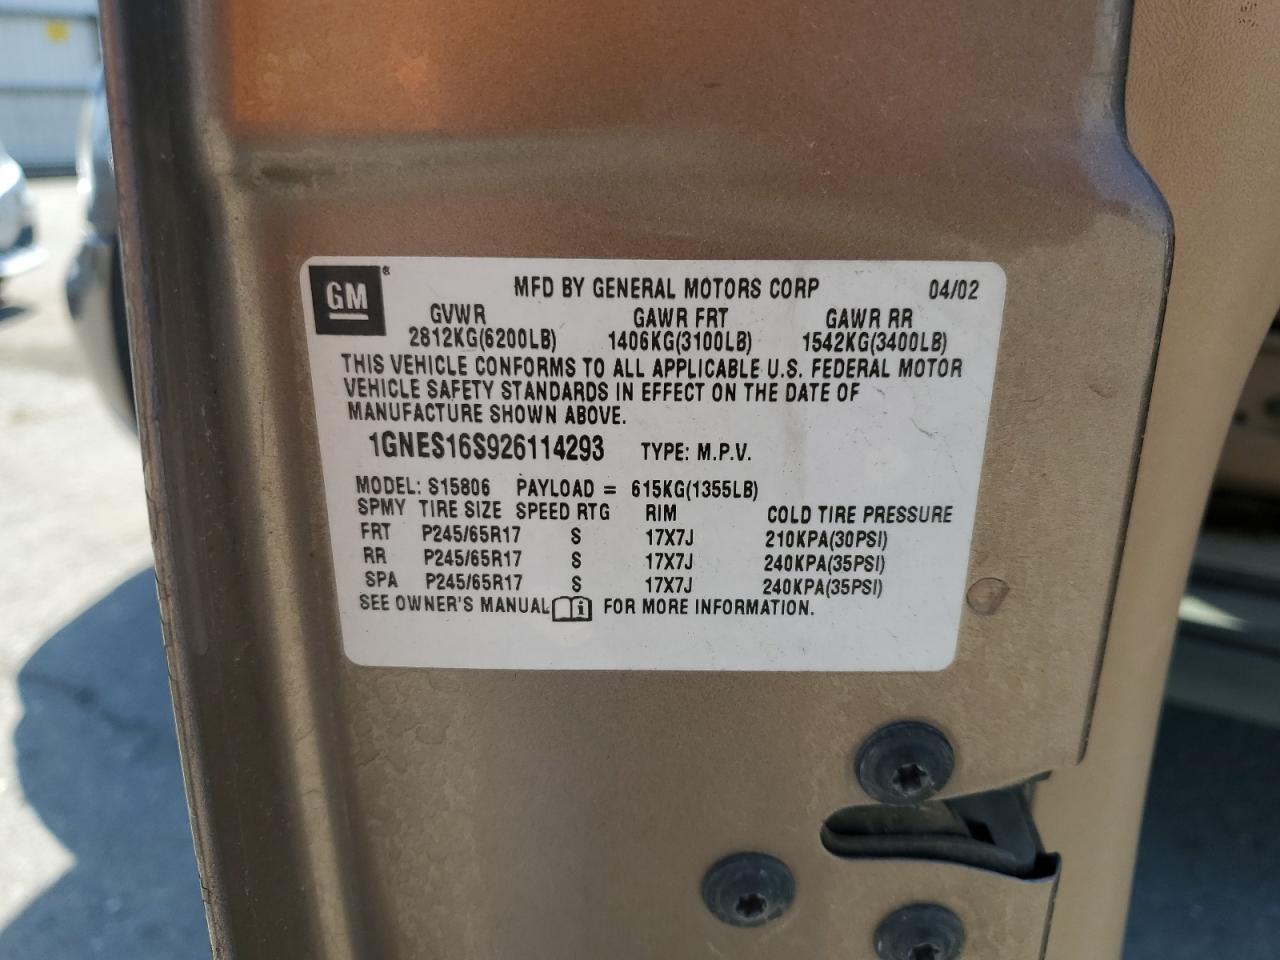 GM® MFD BY GENERAL MOTORS CORP 04/02
GVWR GAWR FRT GAWR RR
2812KG(6200LB) 1406KG(3100LB) 1542KG(3400LB)
THIS VEHICLE CONFORMS TO ALL APPLICABLE U.S. FEDERAL MOTOR
VEHICLE SAFETY STANDARDS IN EFFECT ON THE DATE OF
MANUFACTURE SHOWN ABOVE.
1GNES16S926114293 TYPE: M.P.V.
MODEL: S15806 PAYLOAD = 615KG(1355LB)
SPMY TIRE SIZE SPEED RTG RIM COLD TIRE PRESSURE
FRT P245/65R17 S 17X7J 210KPA(30PSI)
RR P245/65R17 S 17X7J 240KPA(35PSI)
SPA P245/65R17 S 17X7J 240KPA(35PSI)
SEE OWNER'S MANUAL i FOR MORE INFORMATION.